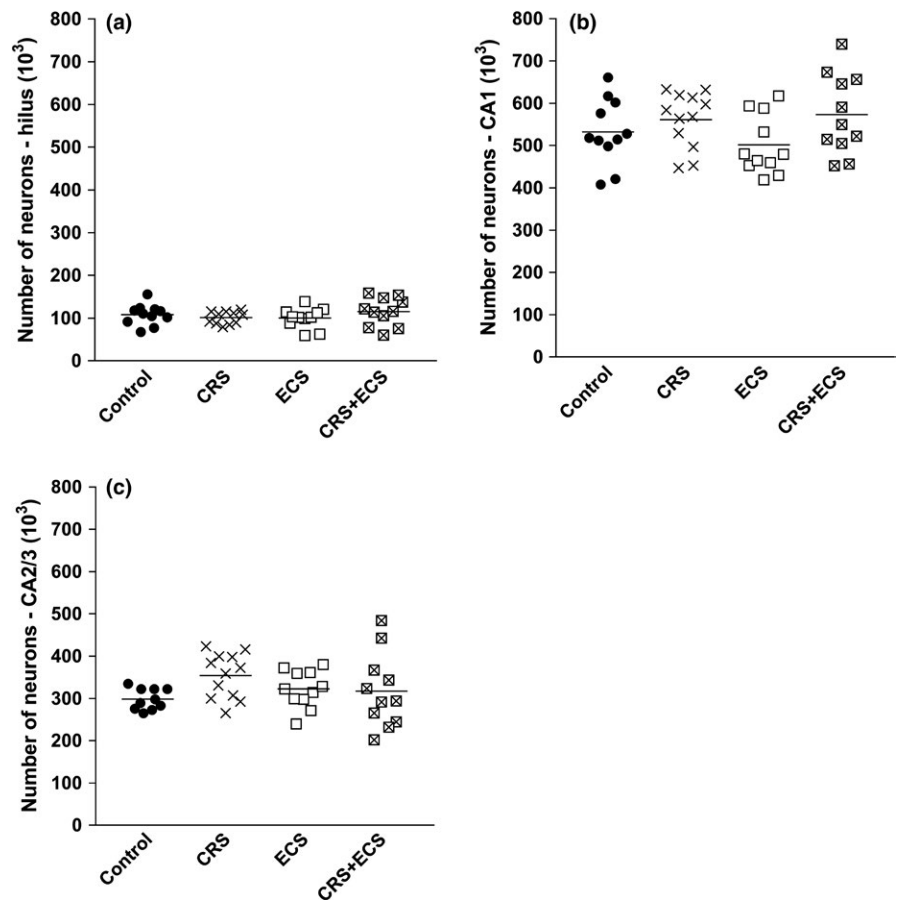 (a)
Number of neurons - hilus (10³)
800
700
600
500
400
300
200
100
0
Control
CRS
ECS
CRS+ECS
(b)
Number of neurons - CA1 (10³)
800
700
600
500
400
300
200
100
0
Control
CRS
ECS
CRS+ECS
(c)
Number of neurons - CA2/3 (10³)
800
700
600
500
400
300
200
100
0
Control
CRS
ECS
CRS+ECS